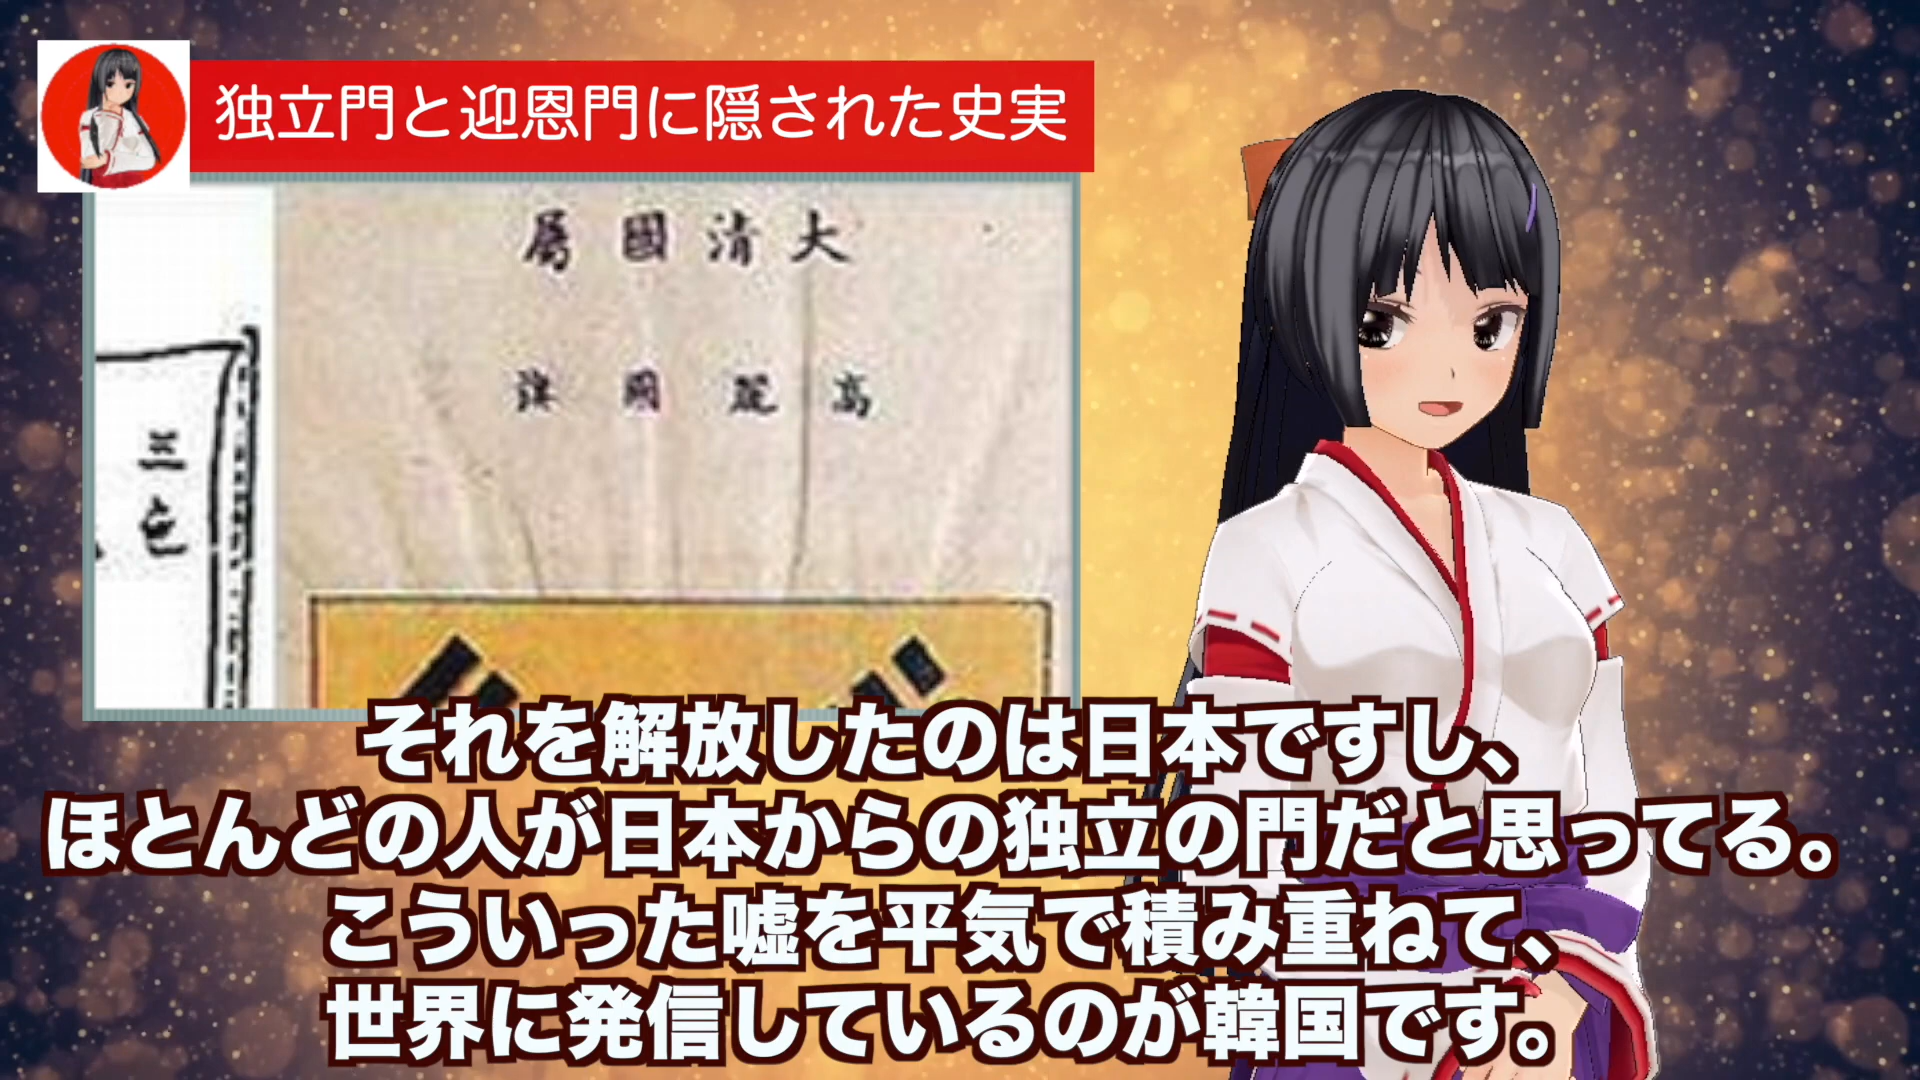 独立門と迎恩門に隠された史実
屬國清大
旗國麗高
三
也
それを解放したのは日本ですし、
ほとんどの人が日本からの独立の門だと思ってる。
こういった嘘を平気で積み重ねて、
世界に発信しているのが韓国です。